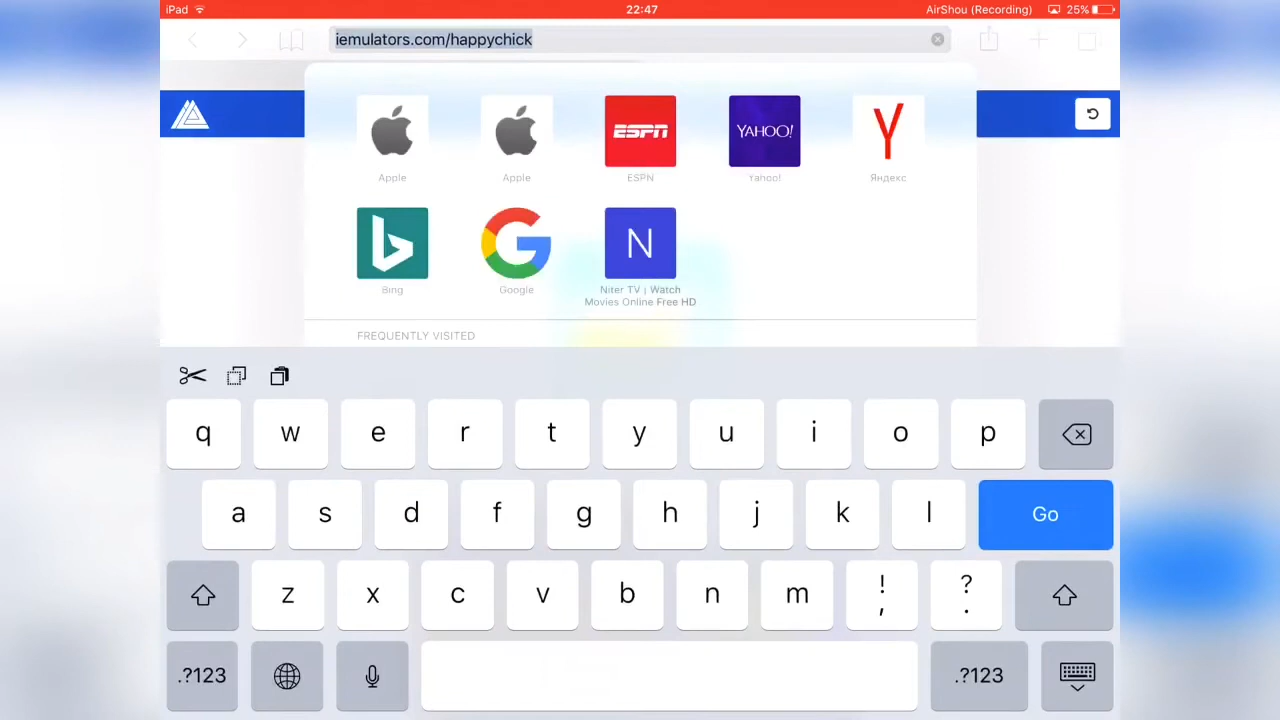 iPad 22:47 AirShou (Recording) 25%
iemulators.com/happychick
ESPN YAHOO! Y
Apple Apple ESPN Yahoo! Яндекс
b G N
Bing Google Niter TV | Watch
Movies Online Free HD
FREQUENTLY VISITED
q w e r t y u i o p
a s d f g h j k l Go
z x c v b n m ! ?
, .
.?123 .?123